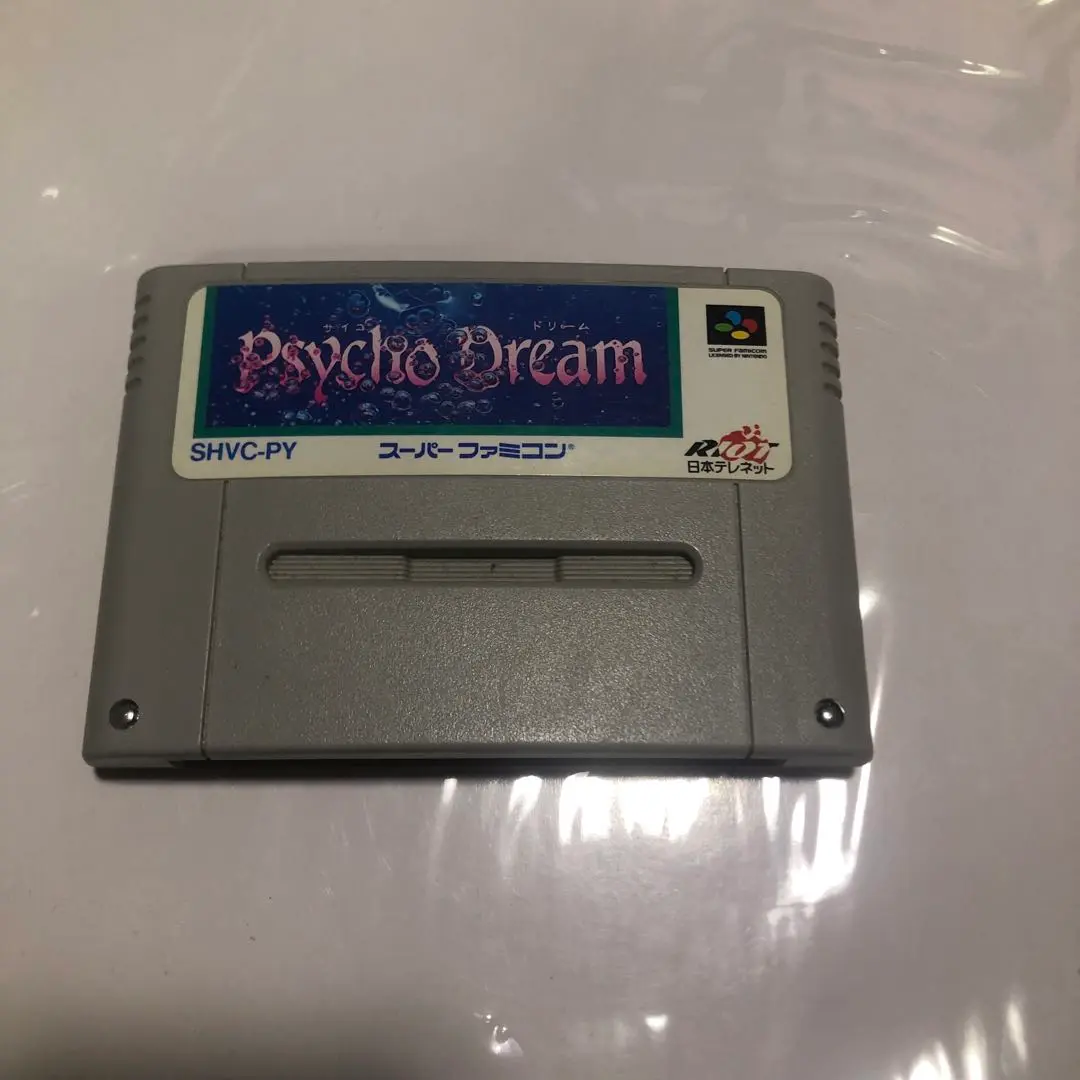 サイコ ドリーム
Psycho Dream
SUPER FAMICOM
LICENSED BY NINTENDO
SHVC-PY
スーパーファミコン®
RIOT
日本テレネット